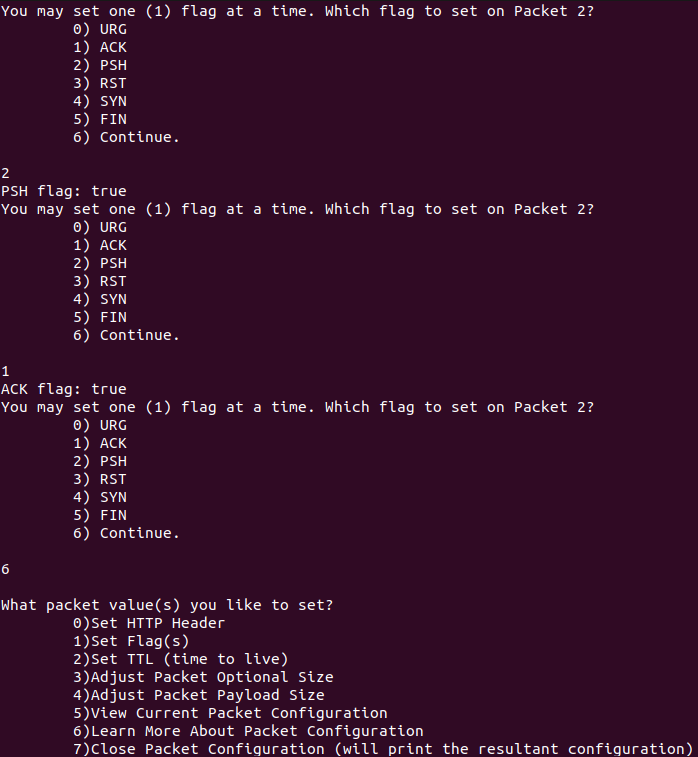 You may set one (1) flag at a time. Which flag to set on Packet 2?
0) URG
1) ACK
2) PSH
3) RST
4) SYN
5) FIN
6) Continue.
2
PSH flag: true
You may set one (1) flag at a time. Which flag to set on Packet 2?
0) URG
1) ACK
2) PSH
3) RST
4) SYN
5) FIN
6) Continue.
1
ACK flag: true
You may set one (1) flag at a time. Which flag to set on Packet 2?
0) URG
1) ACK
2) PSH
3) RST
4) SYN
5) FIN
6) Continue.
6
What packet value(s) you like to set?
0)Set HTTP Header
1)Set Flag(s)
2)Set TTL (time to live)
3)Adjust Packet Optional Size
4)Adjust Packet Payload Size
5)View Current Packet Configuration
6)Learn More About Packet Configuration
7)Close Packet Configuration (will print the resultant configuration)